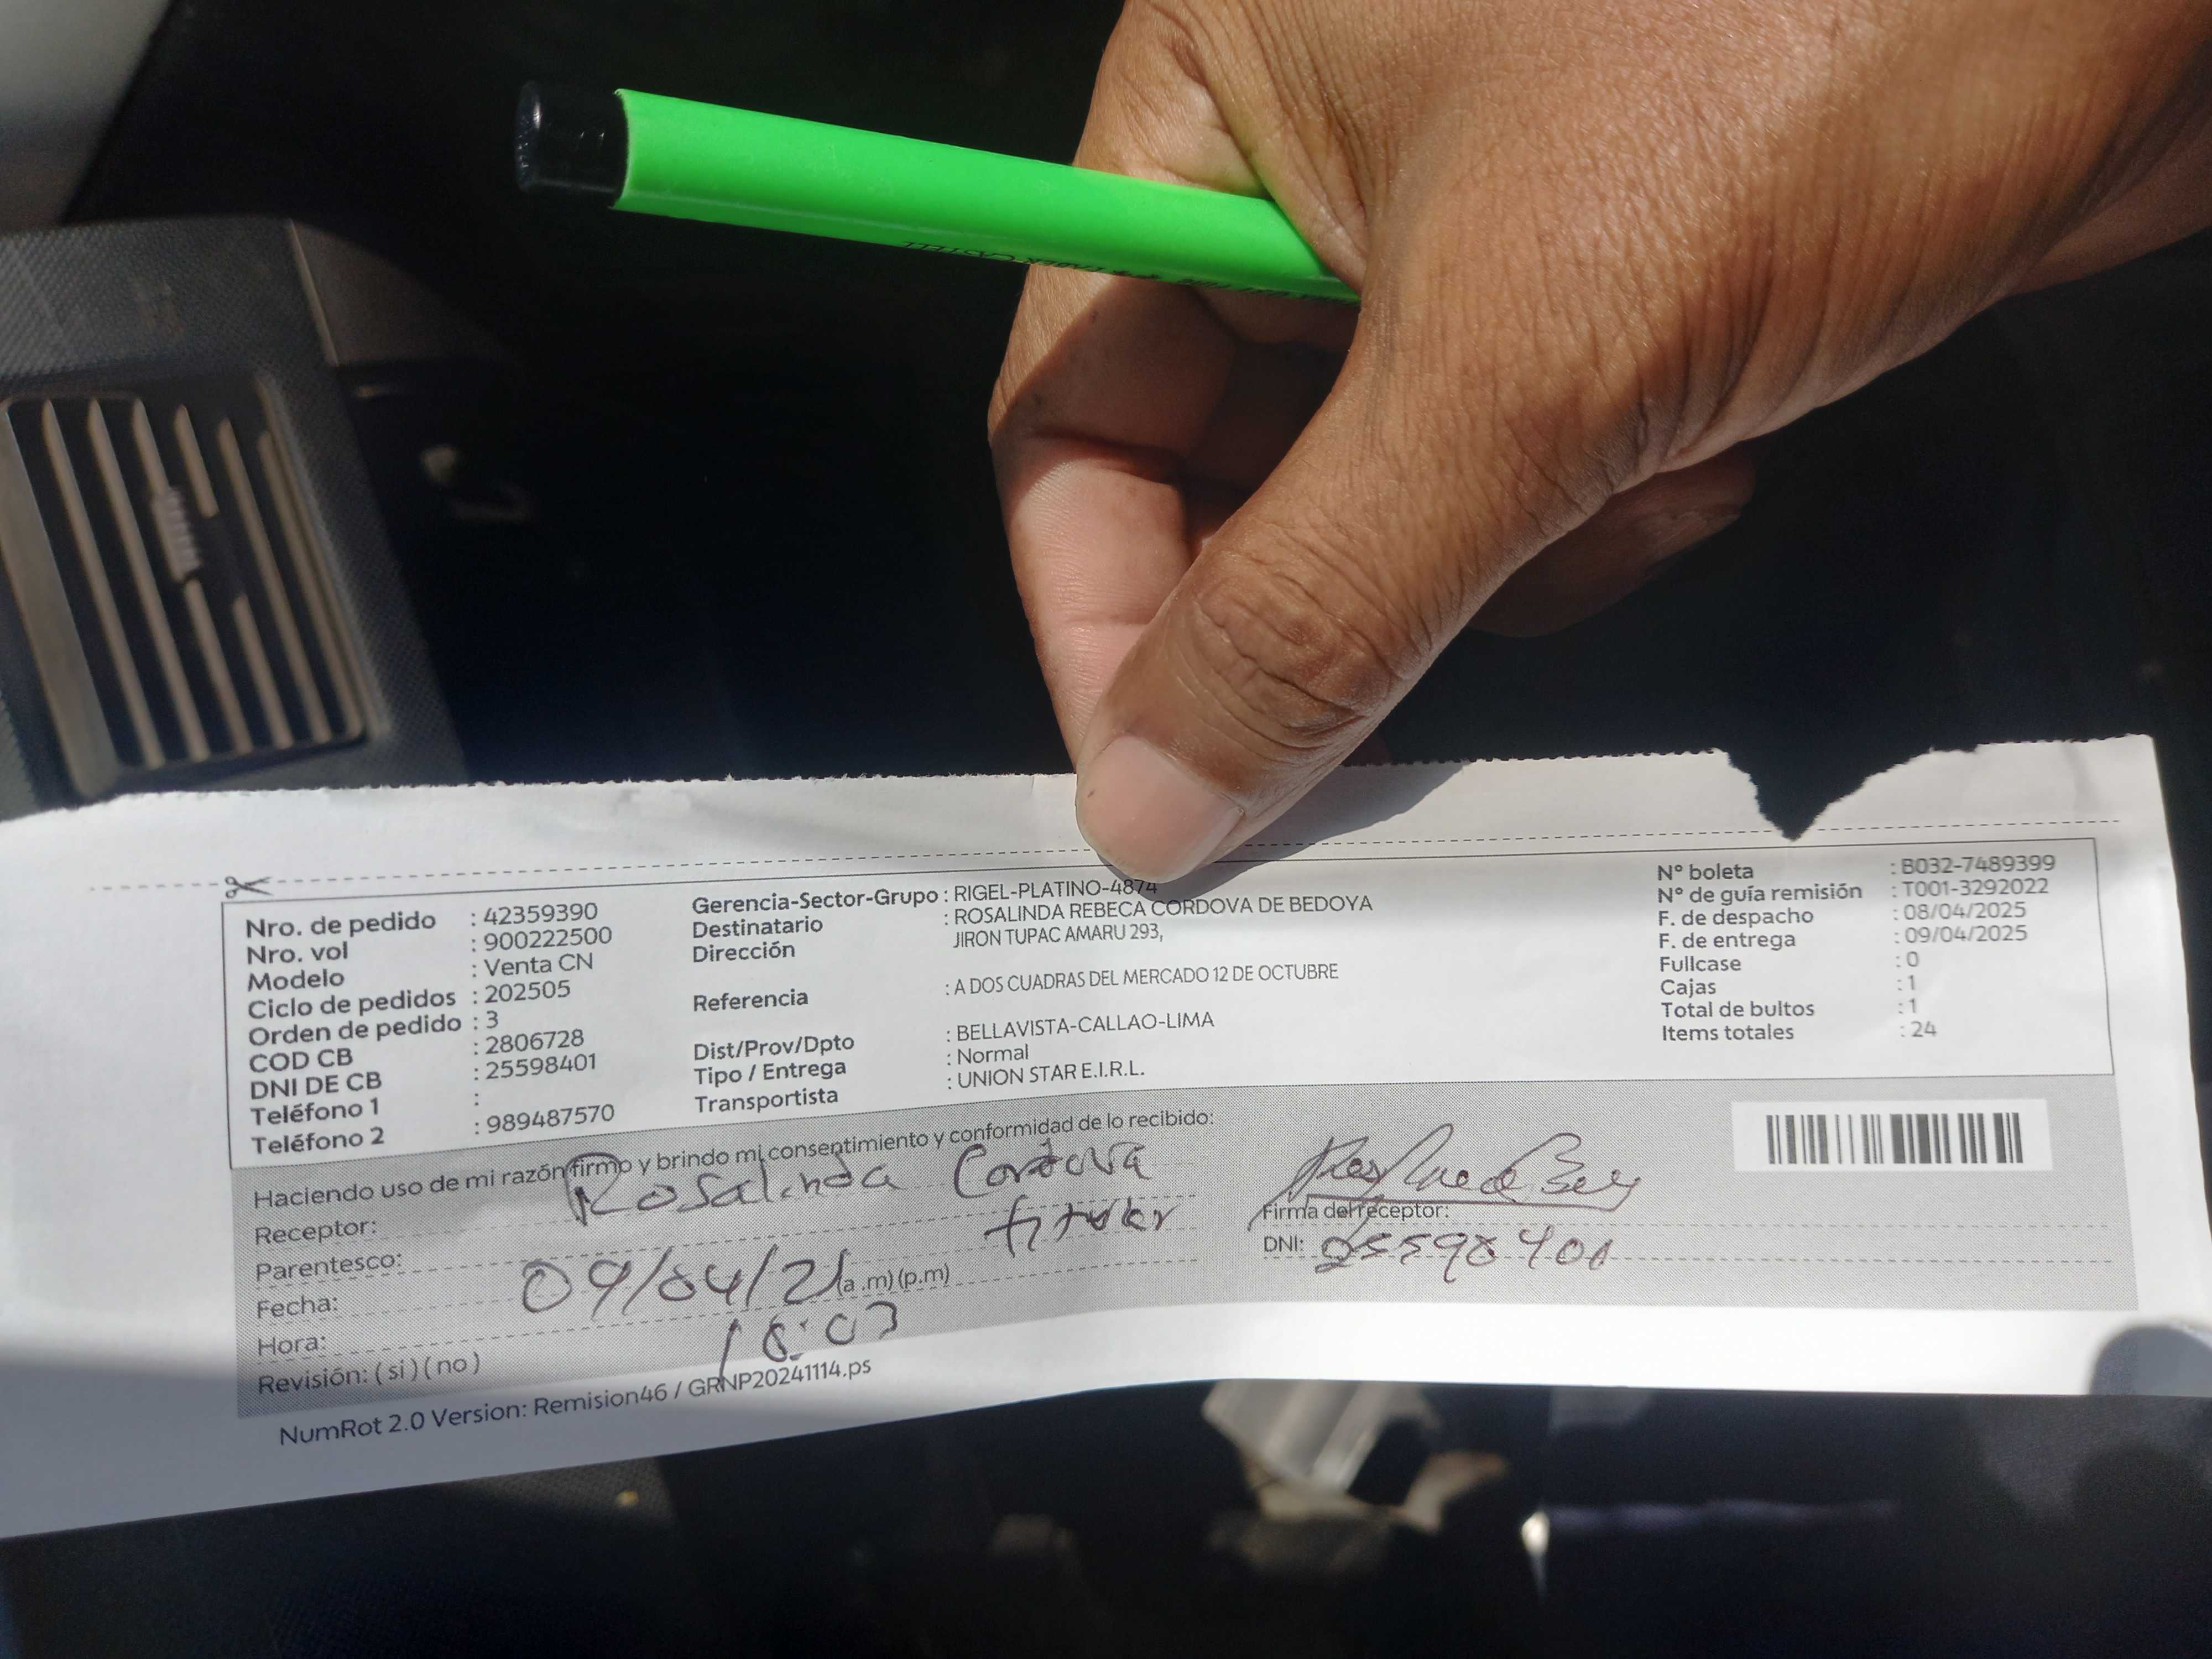 FABER-CASTELL
Nro. de pedido : 42359390
Nro. vol : 900222500
Modelo : Venta CN
Ciclo de pedidos : 202505
Orden de pedido : 3
COD CB : 2806728
DNI DE CB : 25598401
Teléfono 1 :
Teléfono 2 : 989487570
Gerencia-Sector-Grupo : RIGEL-PLATINO-4874
Destinatario : ROSALINDA REBECA CORDOVA DE BEDOYA
Dirección JIRON TUPAC AMARU 293,
Referencia : A DOS CUADRAS DEL MERCADO 12 DE OCTUBRE
Dist/Prov/Dpto : BELLAVISTA-CALLAO-LIMA
Tipo / Entrega : Normal
Transportista : UNION STAR E.I.R.L.
N° boleta : B032-7489399
N° de guía remisión : T001-3292022
F. de despacho : 08/04/2025
F. de entrega : 09/04/2025
Fullcase : 0
Cajas : 1
Total de bultos : 1
Items totales : 24
Haciendo uso de mi razón firmo y brindo mi consentimiento y conformidad de lo recibido:
Receptor: Rosalinda Cordova
Parentesco: titular
Fecha: 09/04/21 (a .m) (p.m)
Hora:
Revisión: ( si ) ( no )
Firma del receptor:
DNI: 25598401
NumRot 2.0 Version: Remision46 / GRNP20241114.ps